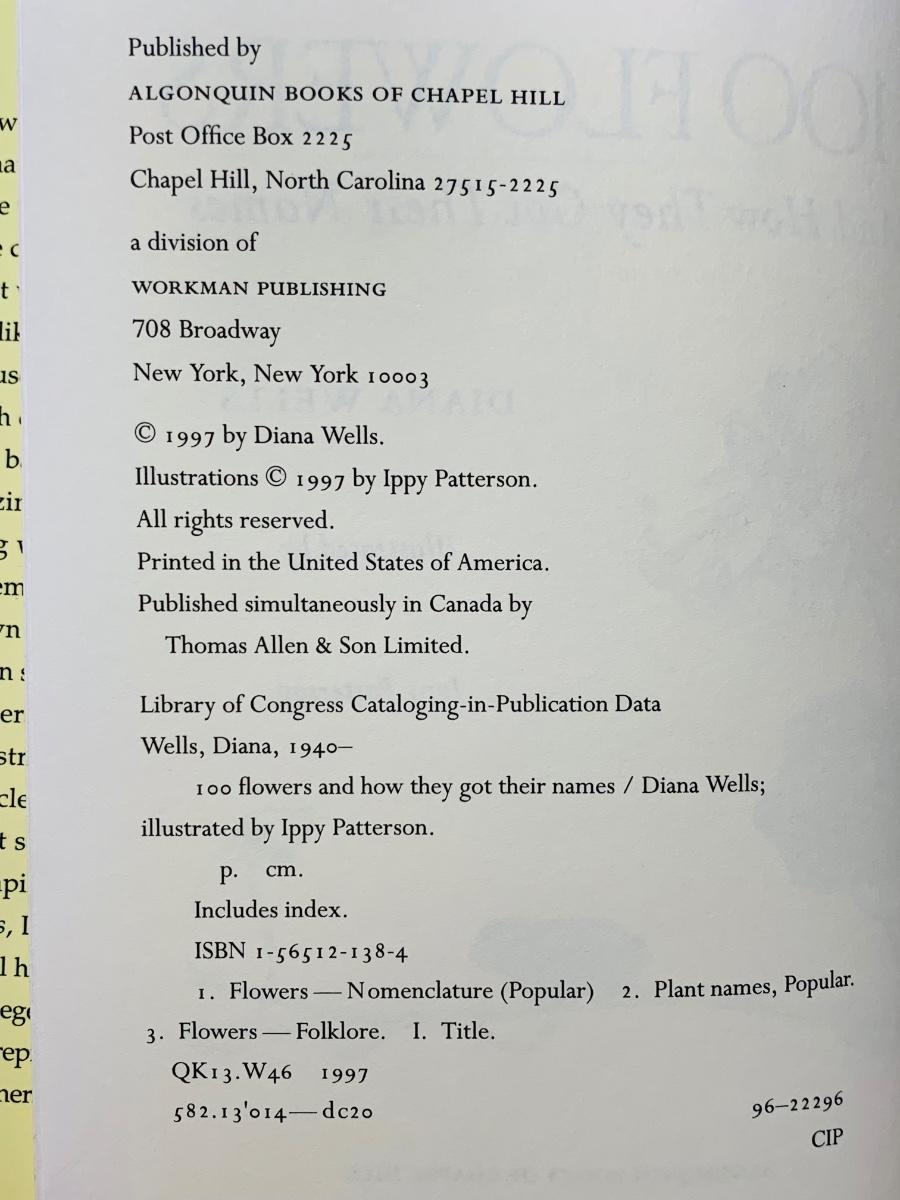 Published by
ALGONQUIN BOOKS OF CHAPEL HILL
Post Office Box 2225
Chapel Hill, North Carolina 27515-2225
a division of
WORKMAN PUBLISHING
708 Broadway
New York, New York 10003
© 1997 by Diana Wells.
Illustrations © 1997 by Ippy Patterson.
All rights reserved.
Printed in the United States of America.
Published simultaneously in Canada by
Thomas Allen & Son Limited.
Library of Congress Cataloging-in-Publication Data
Wells, Diana, 1940–
100 flowers and how they got their names / Diana Wells;
illustrated by Ippy Patterson.
p. cm.
Includes index.
ISBN 1-56512-138-4
1. Flowers — Nomenclature (Popular) 2. Plant names, Popular.
3. Flowers — Folklore. I. Title.
QK13.W46 1997
582.13'014—dc20
96–22296
CIP